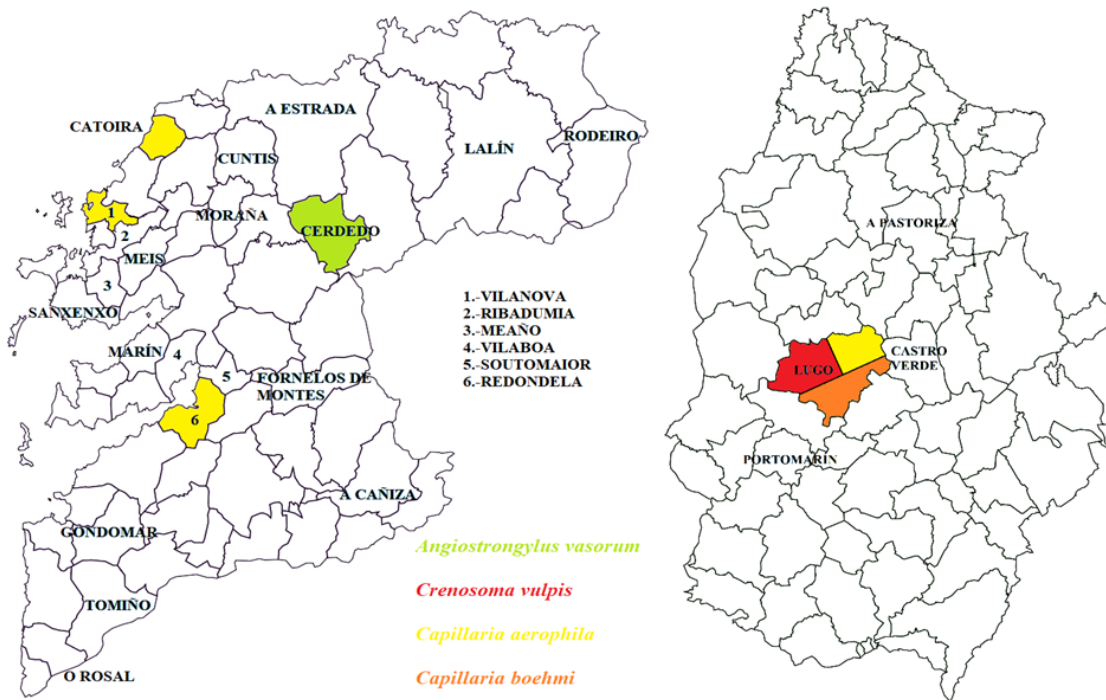 A ESTRADA
CATOIRA
RODEIRO
LALÍN
CUNTIS
1
MORAÑA
2
CERDEDO
MEIS
3
SANXENXO
1.-VILANOVA
2.-RIBADUMIA
3.-MEAÑO
4.-VILABOA
5.-SOUTOMAIOR
6.-REDONDELA
MARÍN
4
5
FORNELOS DE
MONTES
6
A CAÑIZA
GONDOMAR
TOMIÑO
O ROSAL
Angiostrongylus vasorum
Crenosoma vulpis
Capillaria aerophila
Capillaria boehmi
A PASTORIZA
CASTRO
VERDE
LUGO
PORTOMARÍN